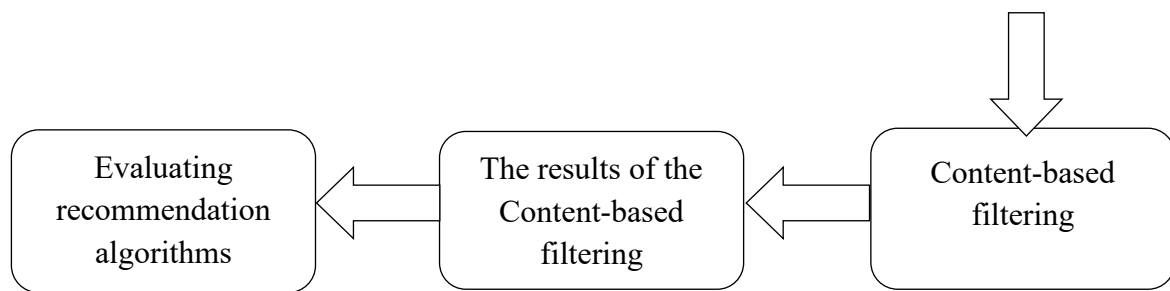 Evaluating
recommendation
algorithms
The results of the
Content-based
filtering
Content-based
filtering